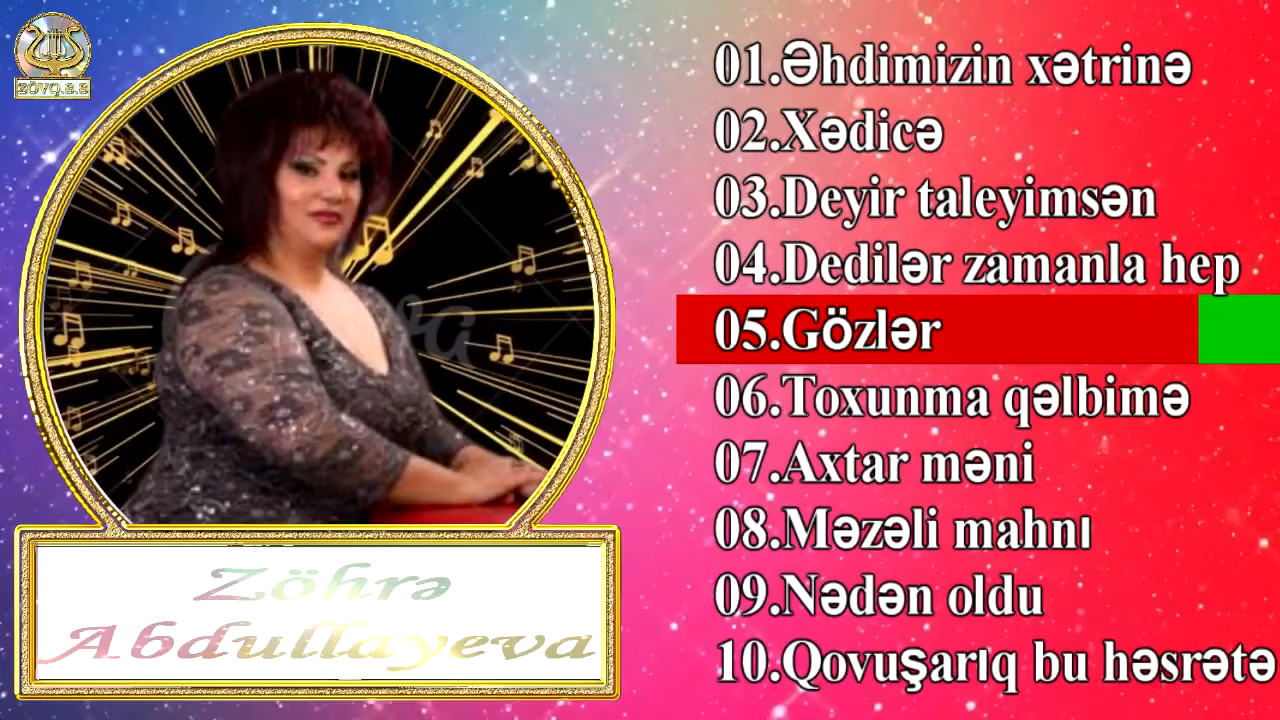 ZÖVQ.S.S
Zöhrə
Abdullayeva
01.Əhdimizin xətrinə
02.Xədicə
03.Deyir taleyimsən
04.Dedilər zamanla hep
05.Gözlər
06.Toxunma qəlbimə
07.Axtar məni
08.Məzəli mahnı
09.Nədən oldu
10.Qovuşarıq bu həsrətə